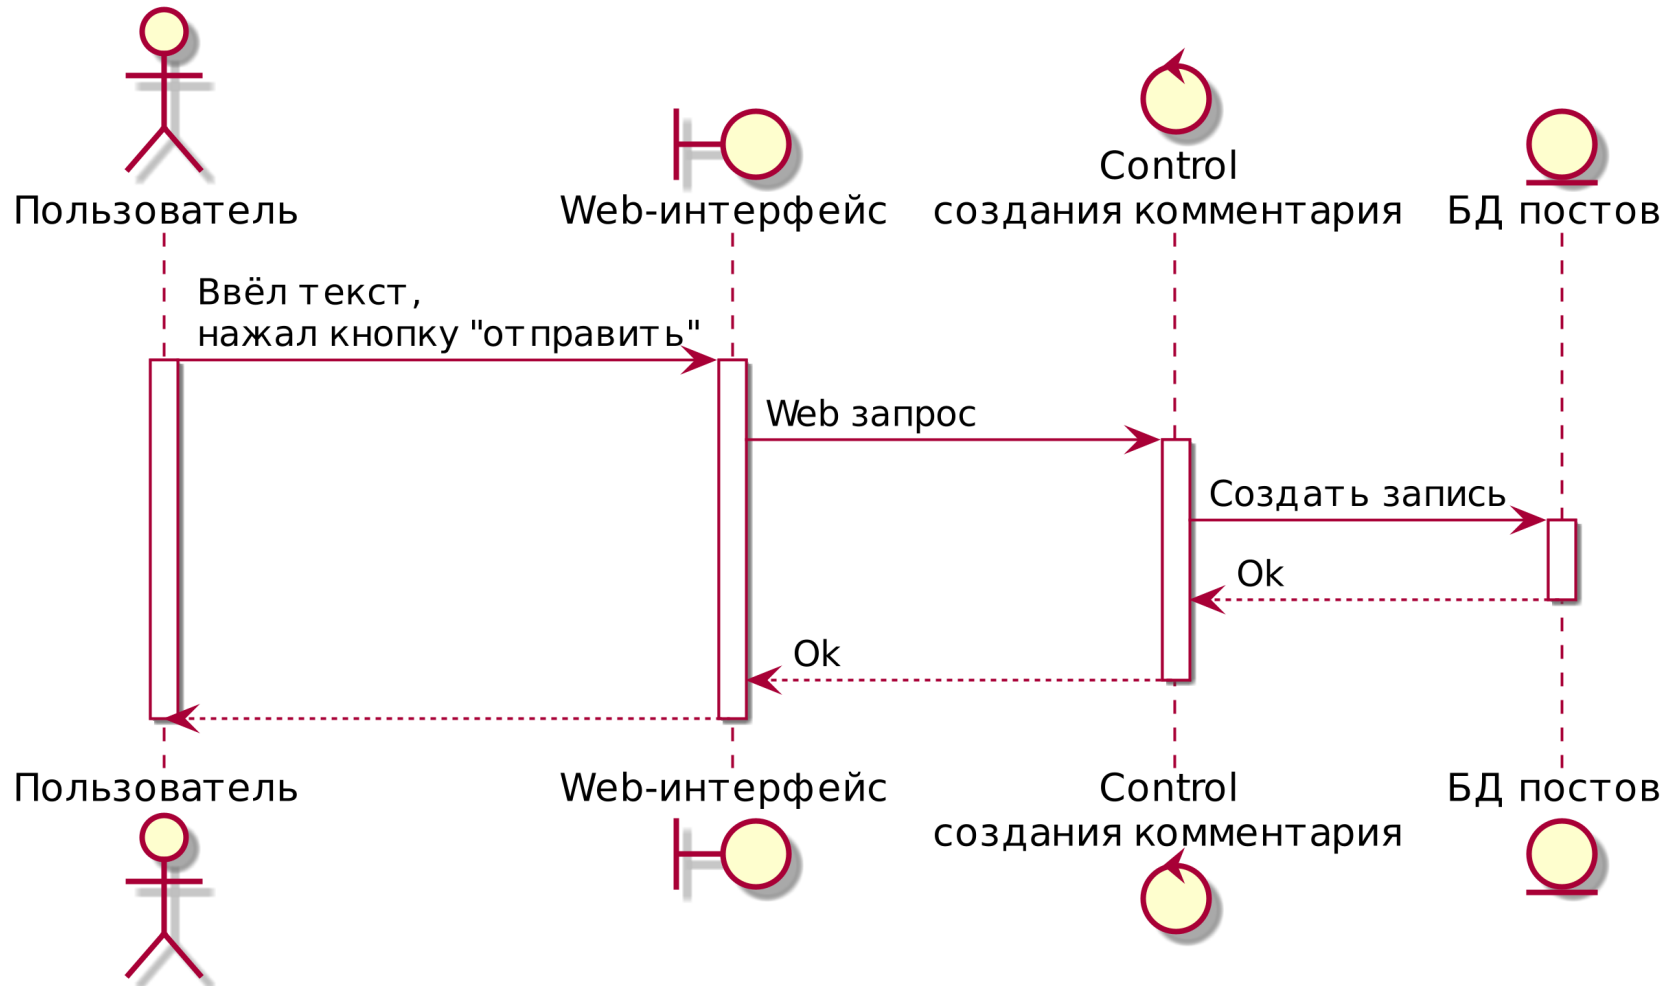 Пользователь
Web-интерфейс
Control
создания комментария
БД постов
Ввёл текст,
нажал кнопку "отправить"
Web запрос
Создать запись
Ok
Ok
Пользователь
Web-интерфейс
Control
создания комментария
БД постов